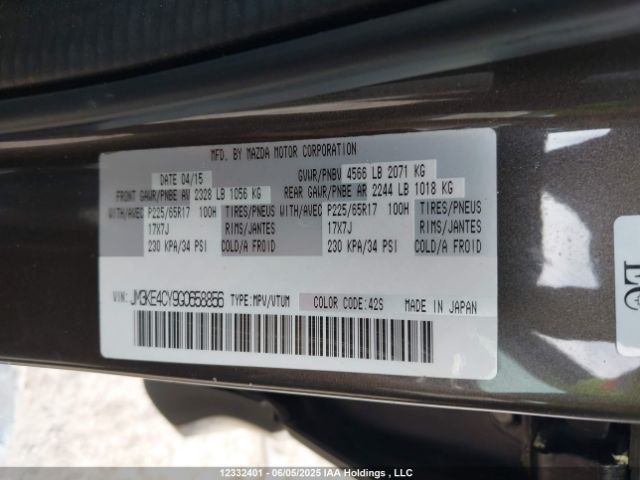 MFD. BY MAZDA MOTOR CORPORATION
DATE 04/15 GVWR/PNBV 4566 LB 2071 KG
FRONT GAWR/PNBE AV 2328 LB 1056 KG REAR GAWR/PNBE AR 2244 LB 1018 KG
WITH/AVEC P225/65R17 100H TIRES/PNEUS WITH/AVEC P225/65R17 100H TIRES/PNEUS
17X7J RIMS/JANTES 17X7J RIMS/JANTES
230 KPA/34 PSI COLD/A FROID 230 KPA/34 PSI COLD/A FROID
VIN: JM3KE4CY9G0658856 TYPE:MPV/VTUM COLOR CODE:42S MADE IN JAPAN
12332401 - 06/05/2025 IAA Holdings , LLC